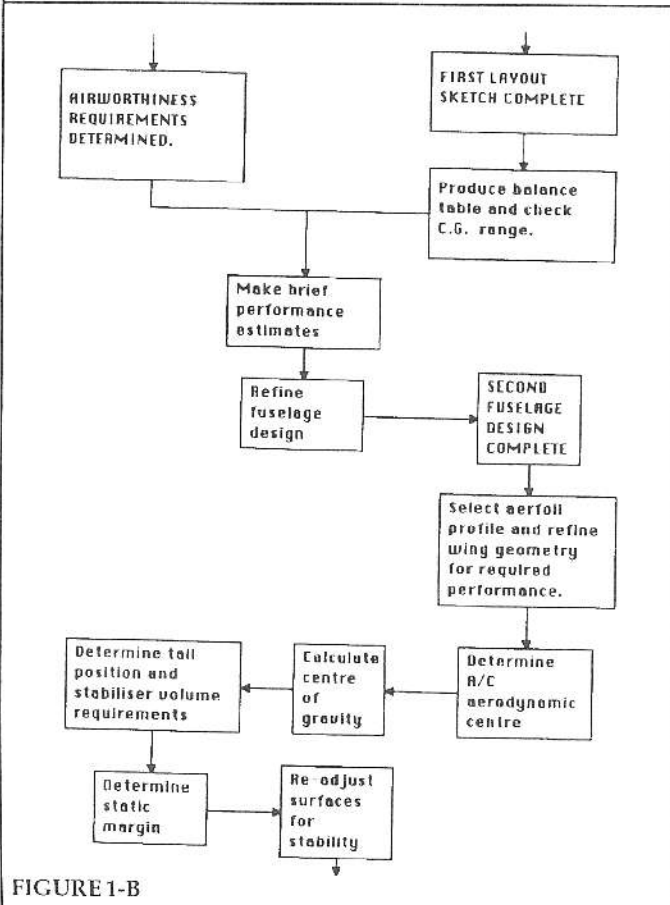 AIRWORTHINESS
REQUIREMENTS
DETERMINED.
FIRST LAYOUT
SKETCH COMPLETE
Produce balance
table and check
C.G. range.
Make brief
performance
estimates
Refine
fuselage
design
SECOND
FUSELAGE
DESIGN
COMPLETE
Select aerfoil
profile and refine
wing geometry
for required
performance.
Determine
A/C
aerodynamic
centre
Calculate
centre
of
gravity
Determine tail
position and
stabiliser volume
requirements
Determine
static
margin
Re-adjust
surfaces
for
stability
FIGURE 1-B